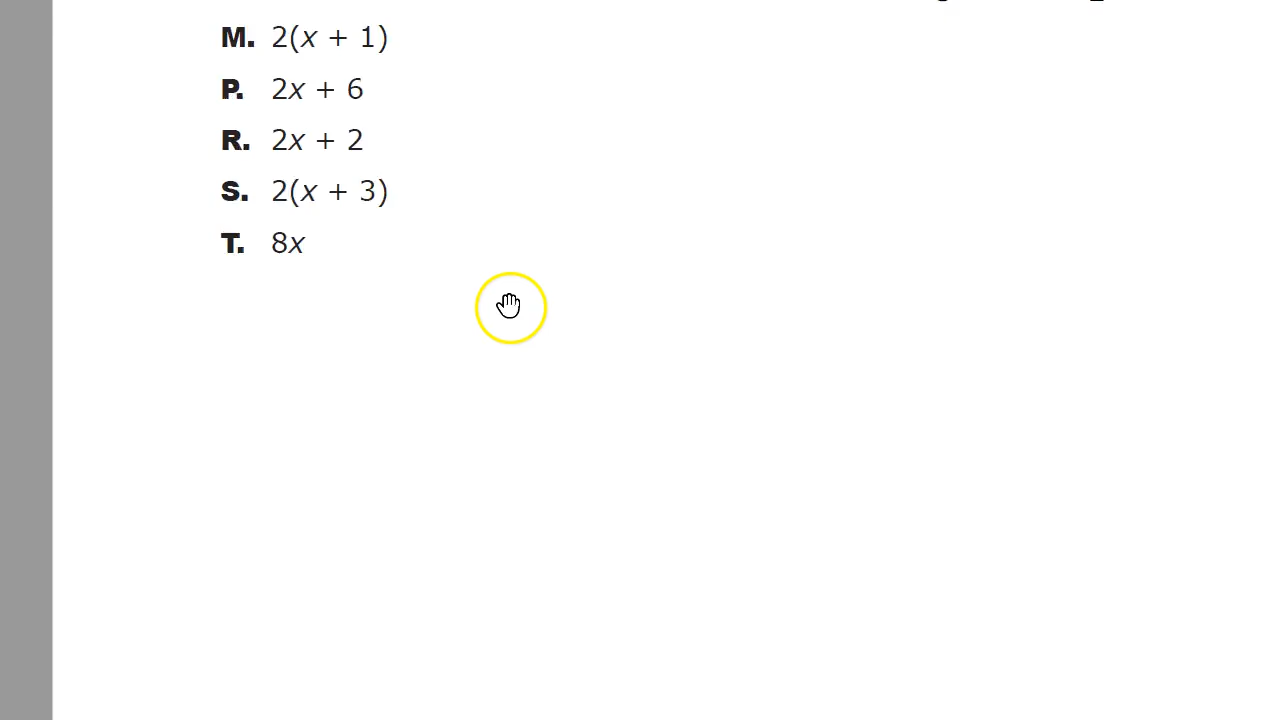 M. 2(x + 1)
P. 2x + 6
R. 2x + 2
S. 2(x + 3)
T. 8x